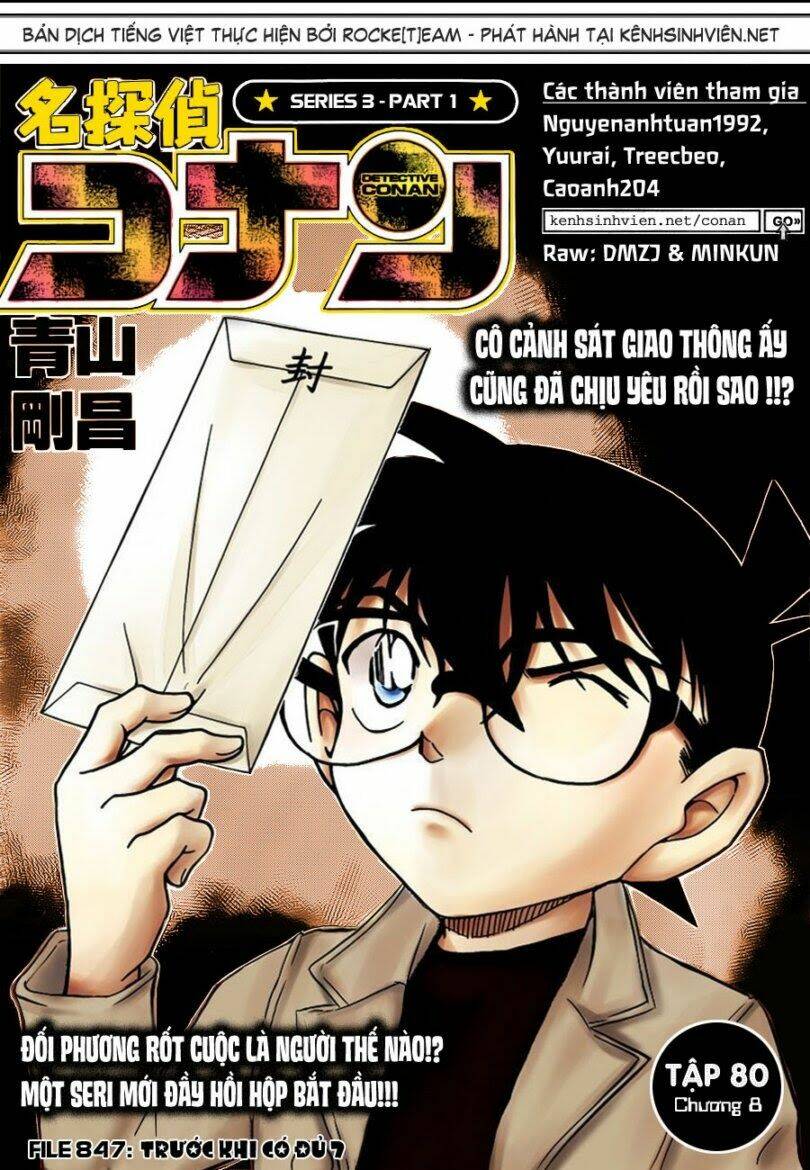 BẢN DỊCH TIẾNG VIỆT THỰC HIỆN BỞI ROCKE[T]EAM - PHÁT HÀNH TẠI KÊNHSINHVIÊN.NET
名探偵
★ SERIES 3 - PART 1 ★
コナン
DETECTIVE
CONAN
Các thành viên tham gia
Nguyenanhtuan1992,
Yuurai, Treecbeo,
Caoanh204
kenhsinhvien.net/conan GO»
Raw: DMZJ & MINKUN
青山
剛昌
封
CÔ CẢNH SÁT GIAO THÔNG ẤY
CŨNG ĐÃ CHỊU YÊU RỒI SAO !!?
ĐỐI PHƯƠNG RỐT CUỘC LÀ NGƯỜI THẾ NÀO!?
MỘT SERI MỚI ĐẦY HỒI HỘP BẮT ĐẦU!!!
TẬP 80
Chương 8
FILE 847: TRƯỚC KHI CÓ ĐỦ 7